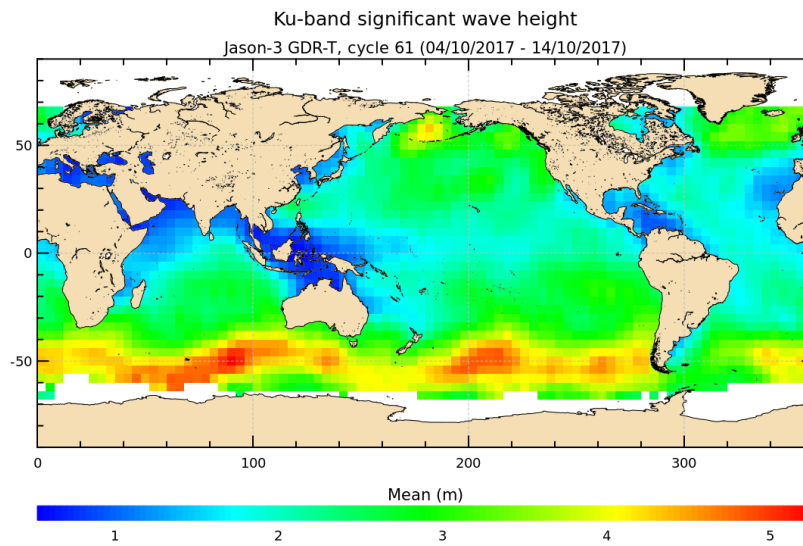 Ku-band significant wave height
Jason-3 GDR-T, cycle 61 (04/10/2017 - 14/10/2017)
50
0
-50
0 100 200 300
Mean (m)
1 2 3 4 5